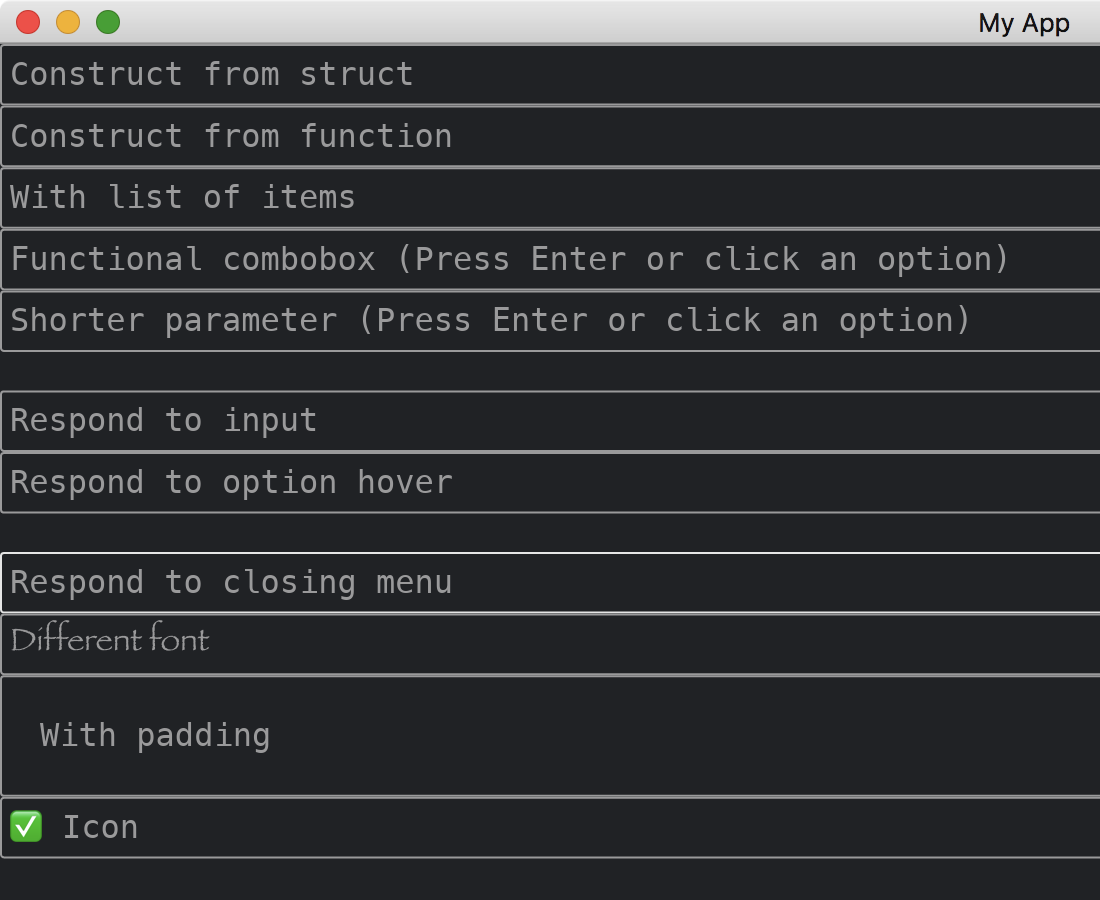 My App
Construct from struct
Construct from function
With list of items
Functional combobox (Press Enter or click an option)
Shorter parameter (Press Enter or click an option)
Respond to input
Respond to option hover
Respond to closing menu
Different font
With padding
✅ Icon